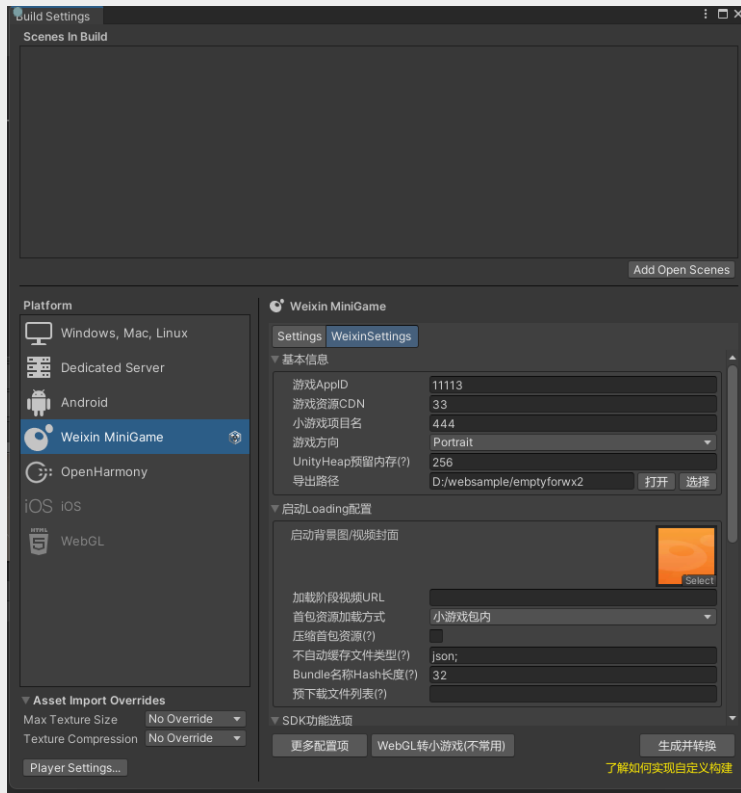 Build Settings
Scenes In Build
Add Open Scenes
Platform
Windows, Mac, Linux
Dedicated Server
Android
Weixin MiniGame
OpenHarmony
iOS iOS
HTML
5 WebGL
Asset Import Overrides
Max Texture Size No Override
Texture Compression No Override
Player Settings...
Weixin MiniGame
Settings WeixinSettings
基本信息
游戏AppID 11113
游戏资源CDN 33
小游戏项目名 444
游戏方向 Portrait
UnityHeap预留内存(?) 256
导出路径 D:/websample/emptyforwx2 打开 选择
启动Loading配置
启动背景图/视频封面
Select
加载阶段视频URL
首包资源加载方式 小游戏包内
压缩首包资源(?)
不自动缓存文件类型(?) json;
Bundle名称Hash长度(?) 32
预下载文件列表(?)
SDK功能选项
更多配置项 WebGL转小游戏(不常用) 生成并转换
了解如何实现自定义构建